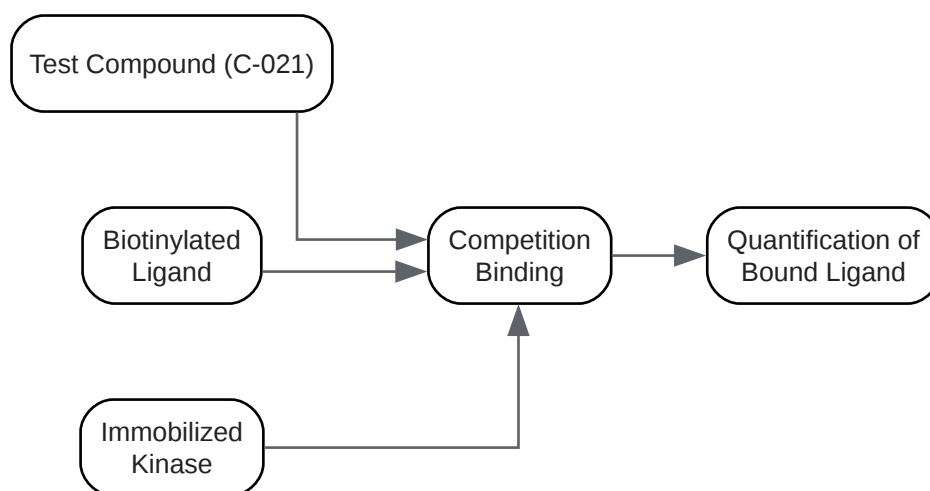 Test Compound (C-021)
Biotinylated
Ligand
Competition
Binding
Quantification of
Bound Ligand
Immobilized
Kinase